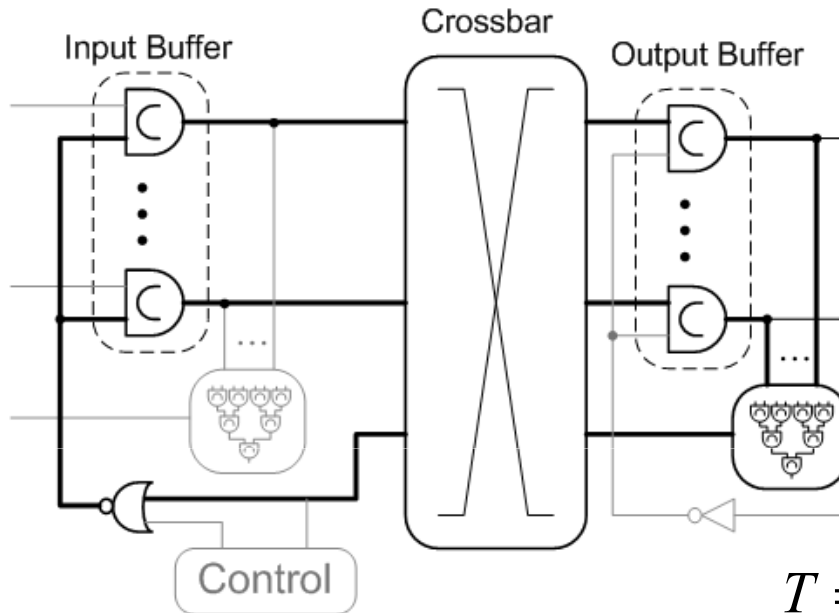 Crossbar
Input Buffer
Output Buffer
Control
T =